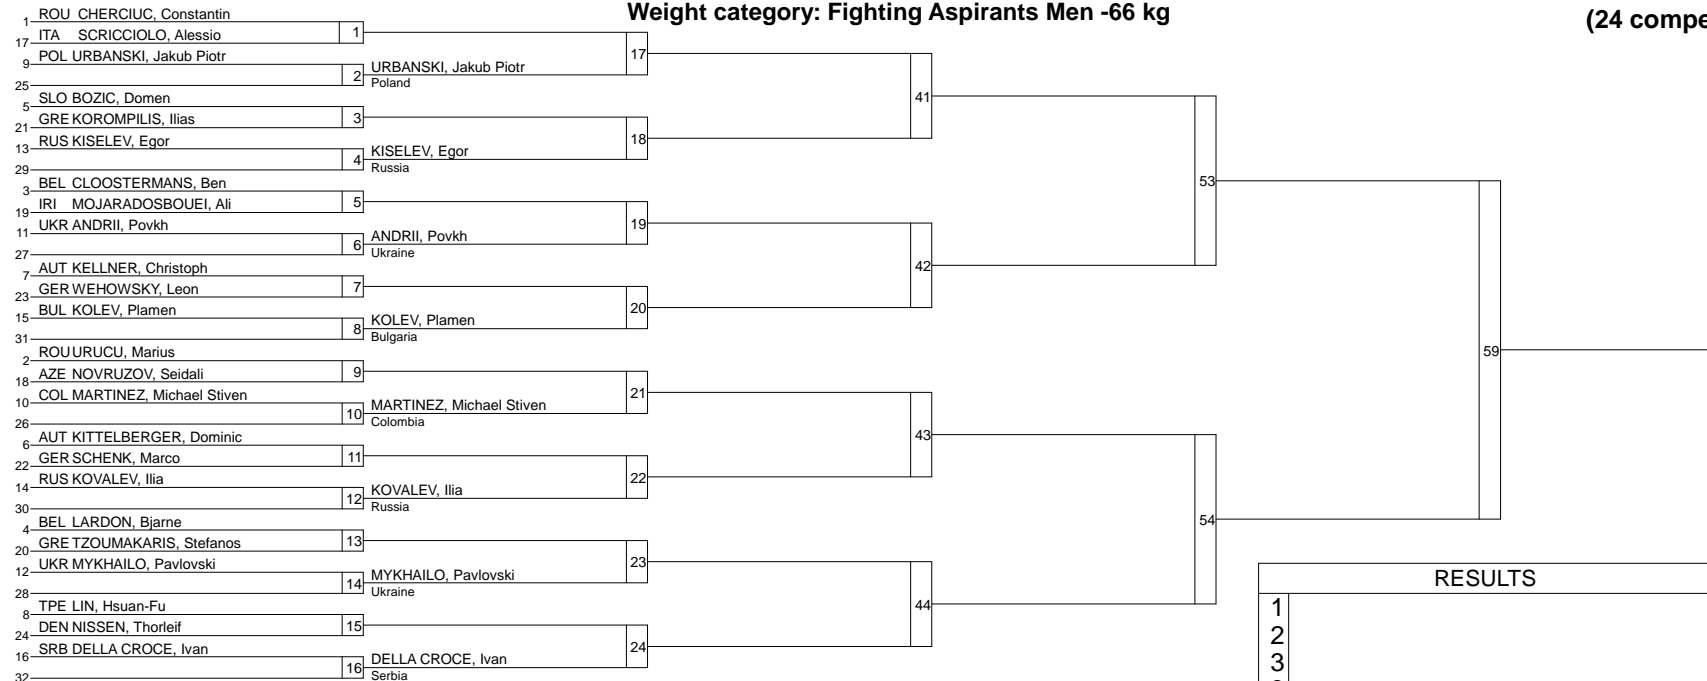 Weight category: Fighting Aspirants Men -66 kg
(24 compe
1 ROU CHERCIUC, Constantin
17 ITA SCRICCIOLO, Alessio
1
9 POL URBANSKI, Jakub Piotr
25
2
URBANSKI, Jakub Piotr
Poland
17
5 SLO BOZIC, Domen
21 GRE KOROMPILIS, Ilias
3
13 RUS KISELEV, Egor
29
4
KISELEV, Egor
Russia
18
41
3 BEL CLOOSTERMANS, Ben
19 IRI MOJARADOSBOUEI, Ali
5
11 UKR ANDRII, Povkh
27
6
ANDRII, Povkh
Ukraine
19
7 AUT KELLNER, Christoph
23 GER WEHOWSKY, Leon
7
15 BUL KOLEV, Plamen
31
8
KOLEV, Plamen
Bulgaria
20
42
53
2 ROU URUCU, Marius
18 AZE NOVRUZOV, Seidali
9
10 COL MARTINEZ, Michael Stiven
26
10
MARTINEZ, Michael Stiven
Colombia
21
6 AUT KITTELBERGER, Dominic
22 GER SCHENK, Marco
11
14 RUS KOVALEV, Ilia
30
12
KOVALEV, Ilia
Russia
22
43
4 BEL LARDON, Bjarne
20 GRE TZOUMAKARIS, Stefanos
13
12 UKR MYKHAILO, Pavlovski
28
14
MYKHAILO, Pavlovski
Ukraine
23
8 TPE LIN, Hsuan-Fu
24 DEN NISSEN, Thorleif
15
16 SRB DELLA CROCE, Ivan
32
16
DELLA CROCE, Ivan
Serbia
24
44
54
59
RESULTS
1
2
3